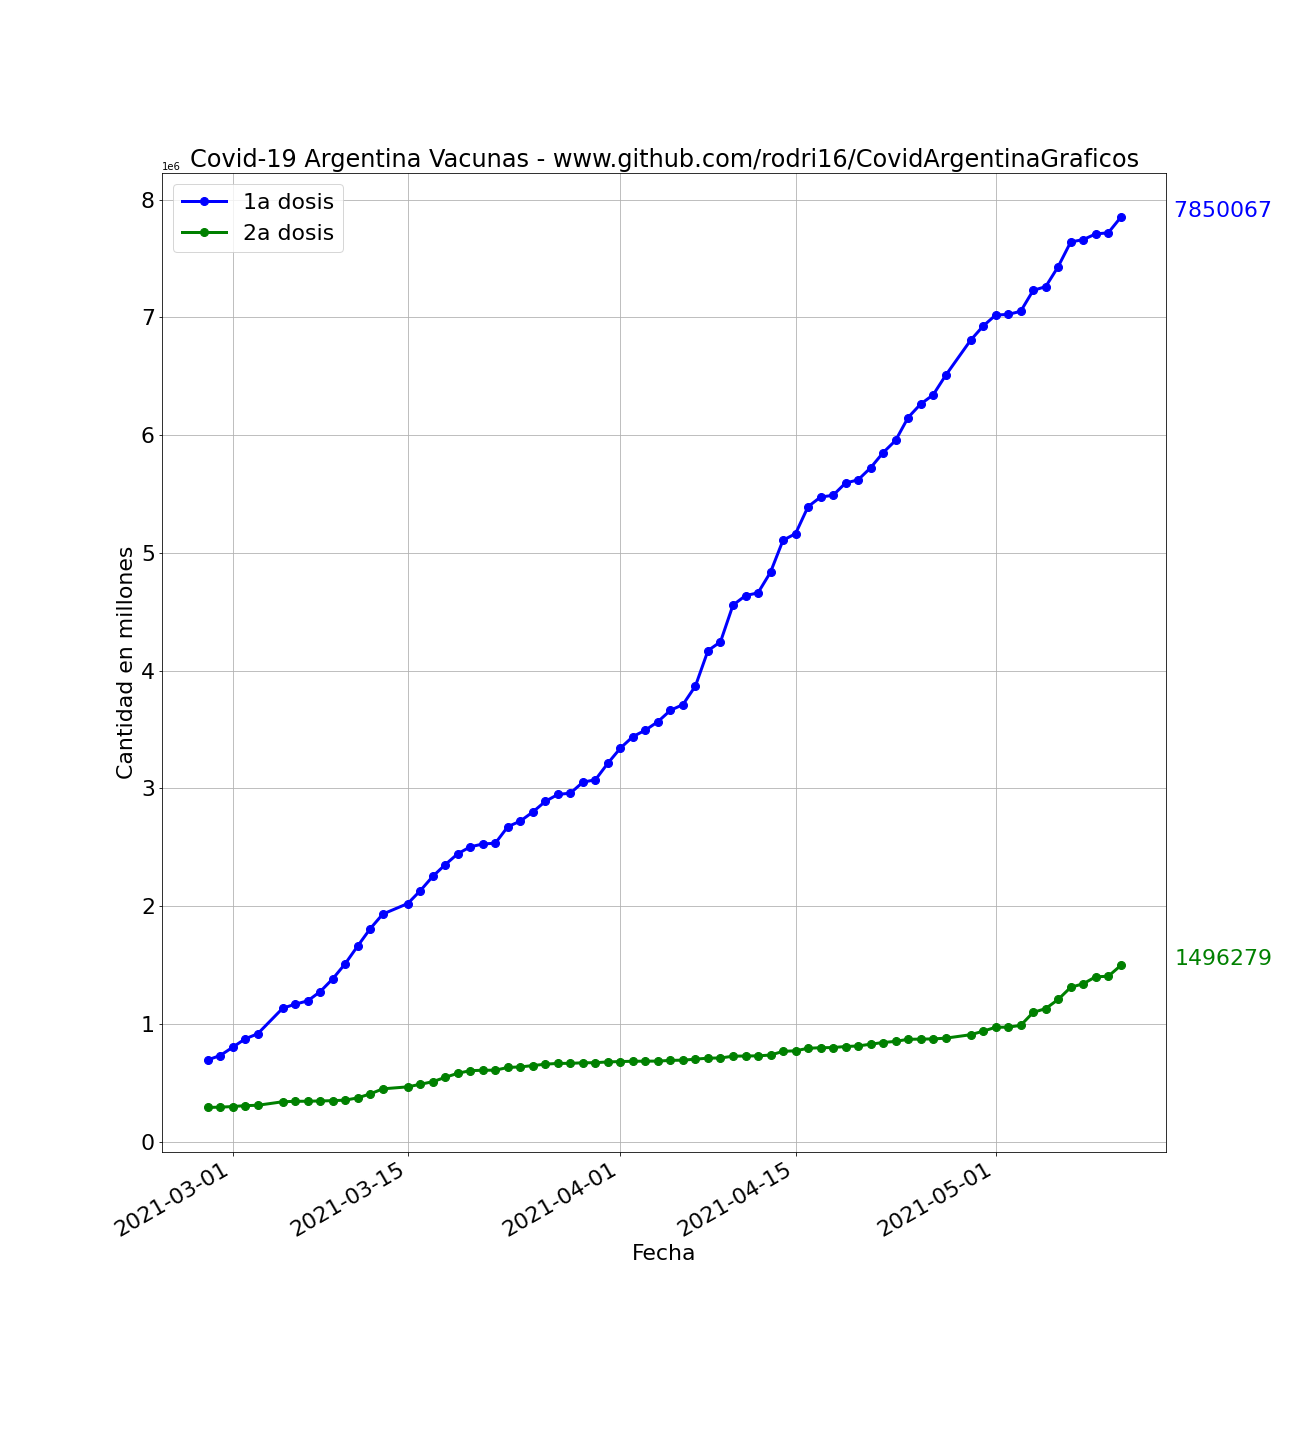 Covid-19 Argentina Vacunas - www.github.com/rodri16/CovidArgentinaGraficos
1e6
1a dosis
2a dosis
8
7
6
5
4
3
2
1
0
Cantidad en millones
7850067
1496279
2021-03-01
2021-03-15
2021-04-01
2021-04-15
2021-05-01
Fecha